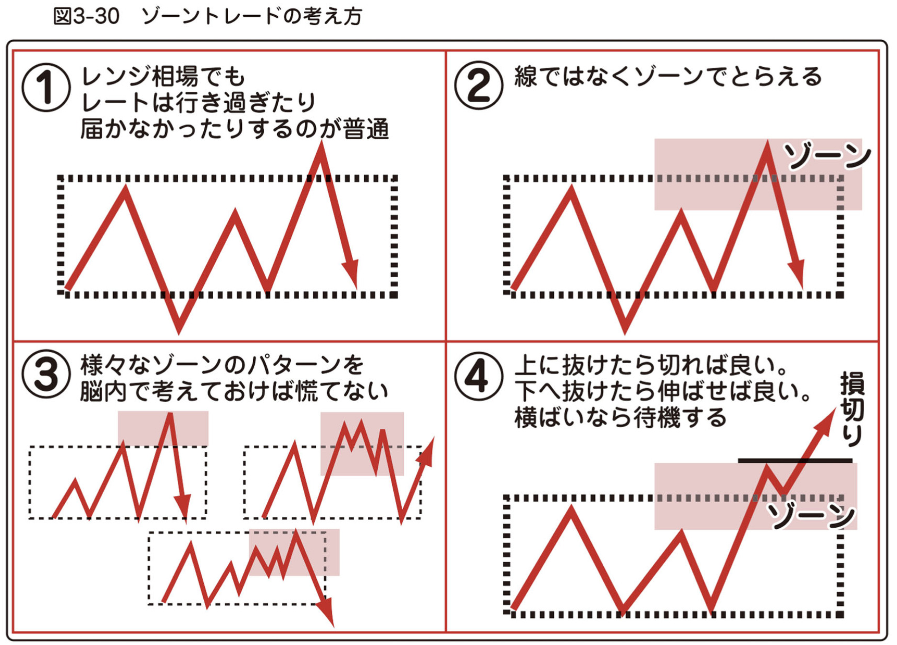 図3-30　ゾーントレードの考え方
①
レンジ相場でも
レートは行き過ぎたり
届かなかったりするのが普通
②
線ではなくゾーンでとらえる
ゾーン
③
様々なゾーンのパターンを
脳内で考えておけば慌てない
④
上に抜けたら切れば良い。
下へ抜けたら伸ばせば良い。
横ばいなら待機する
損切り
ゾーン